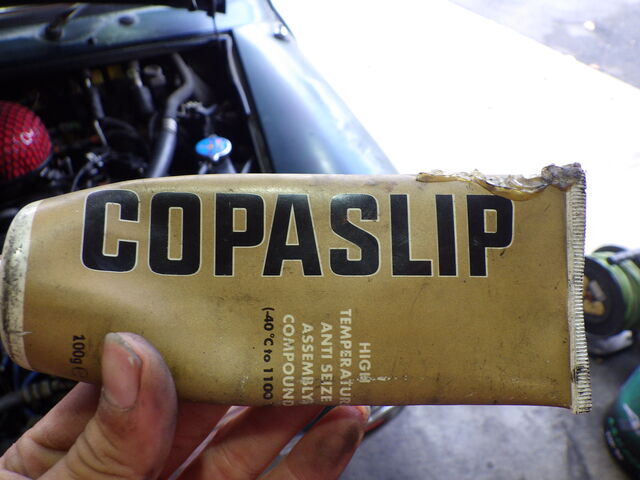 COPASLIP
HIGH
TEMPERATUR
ANTI SEIZE
ASSEMBLY
COMPOUND
(-40°C to 1100
100g